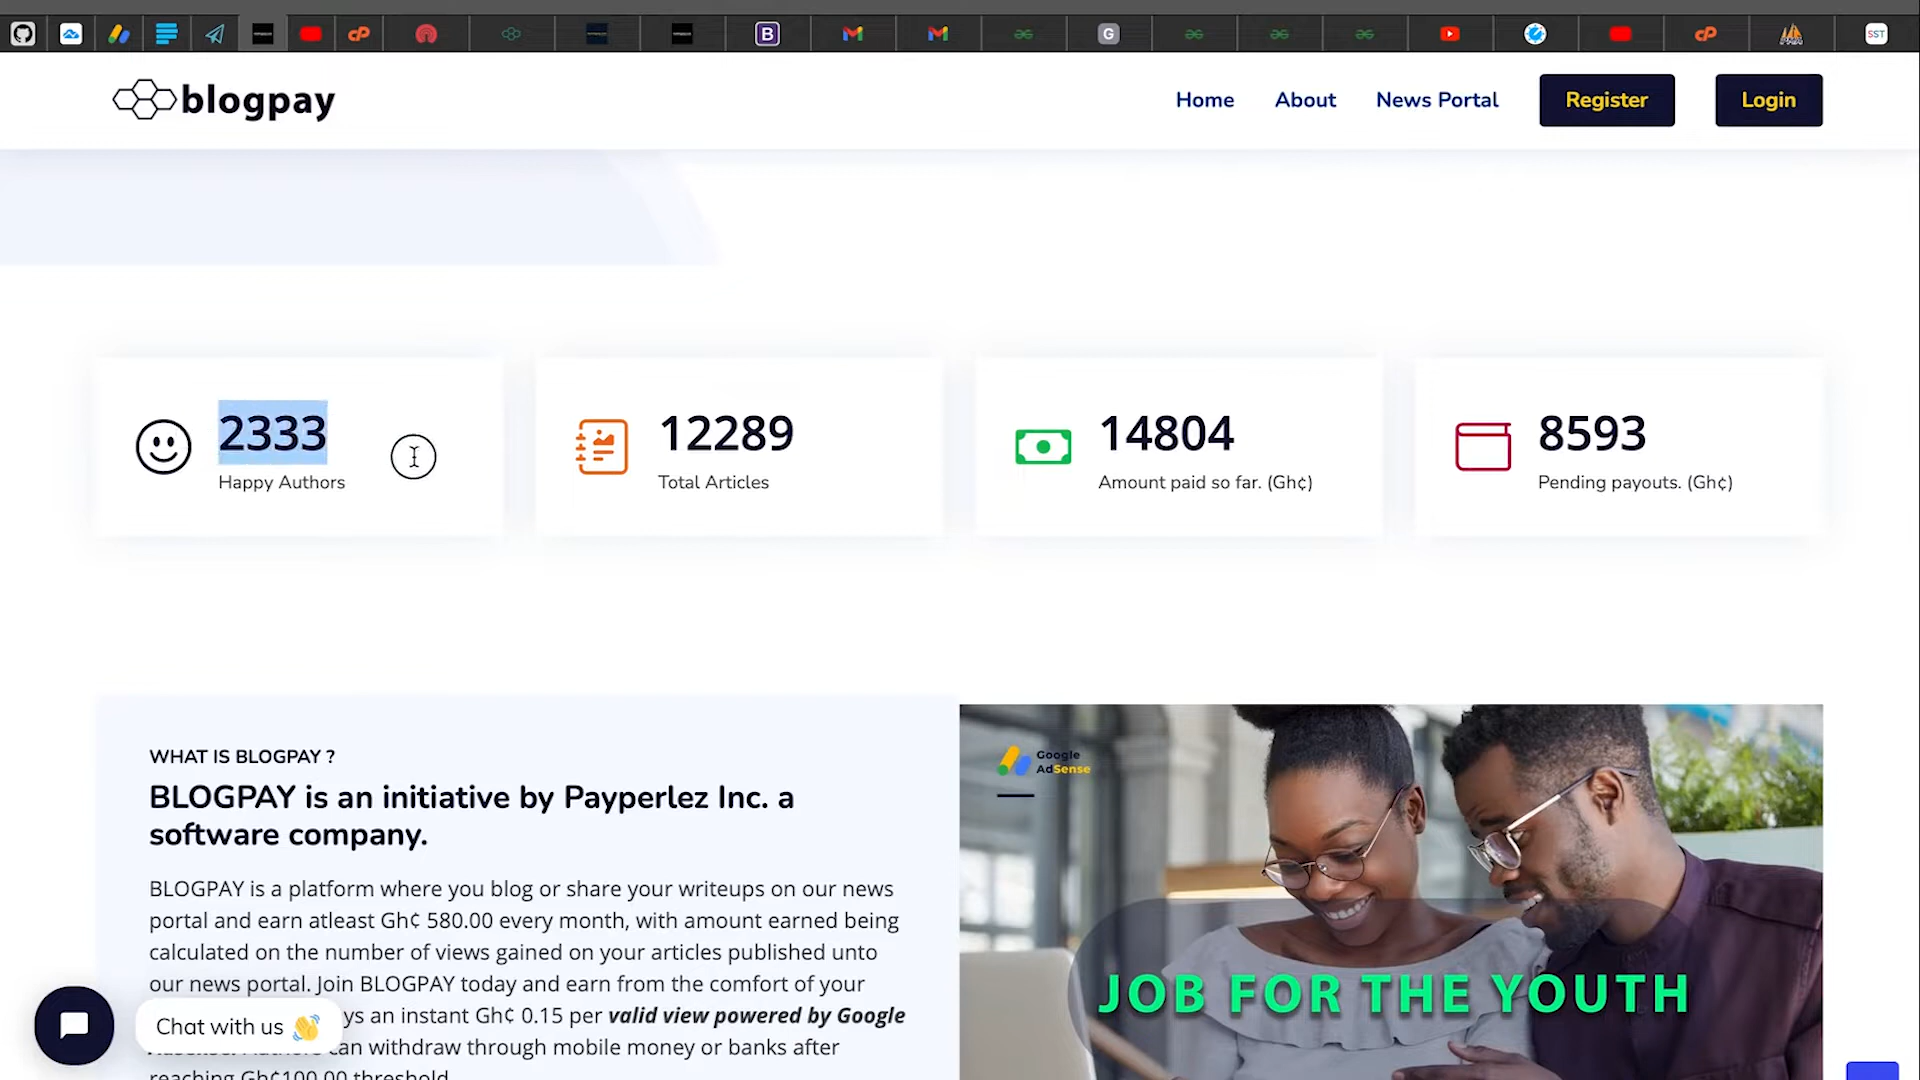 B
G
SST
blogpay
Home
About
News Portal
Register
Login
2333
Happy Authors
12289
Total Articles
14804
Amount paid so far. (Gh¢)
8593
Pending payouts. (Gh¢)
WHAT IS BLOGPAY ?
BLOGPAY is an initiative by Payperlez Inc. a
software company.
BLOGPAY is a platform where you blog or share your writeups on our news
portal and earn atleast Gh¢ 580.00 every month, with amount earned being
calculated on the number of views gained on your articles published unto
our news portal. Join BLOGPAY today and earn from the comfort of your
ys an instant Gh¢ 0.15 per valid view powered by Google
can withdraw through mobile money or banks after
reaching Gh¢100.00 threshold
Google
AdSense
JOB FOR THE YOUTH
Chat with us 👋